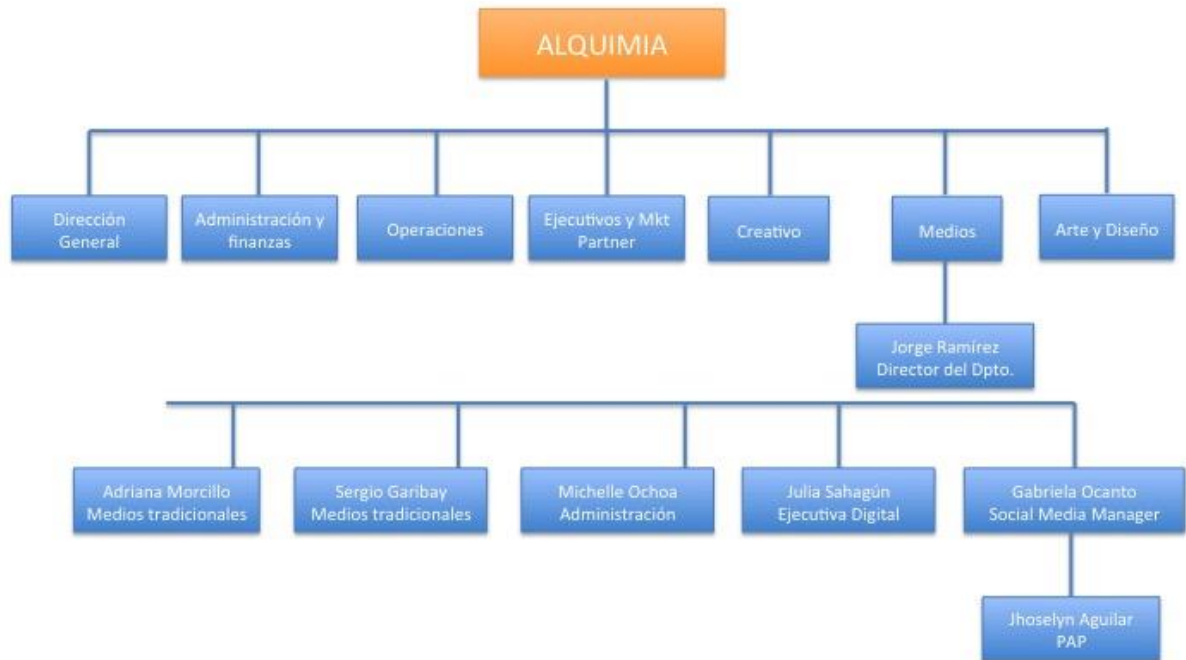 ALQUIMIA
Dirección
General
Administración y
finanzas
Operaciones
Ejecutivos y Mkt
Partner
Creativo
Medios
Arte y Diseño
Jorge Ramírez
Director del Dpto.
Adriana Morcillo
Medios tradicionales
Sergio Garibay
Medios tradicionales
Michelle Ochoa
Administración
Julia Sahagún
Ejecutiva Digital
Gabriela Ocanto
Social Media Manager
Jhoselyn Aguilar
PAP